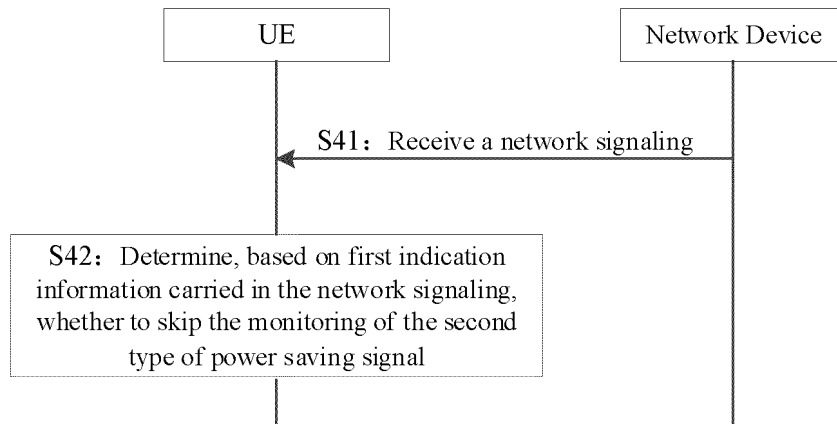 UE
Network Device
S41：Receive a network signaling
S42：Determine, based on first indication
information carried in the network signaling,
whether to skip the monitoring of the second
type of power saving signal